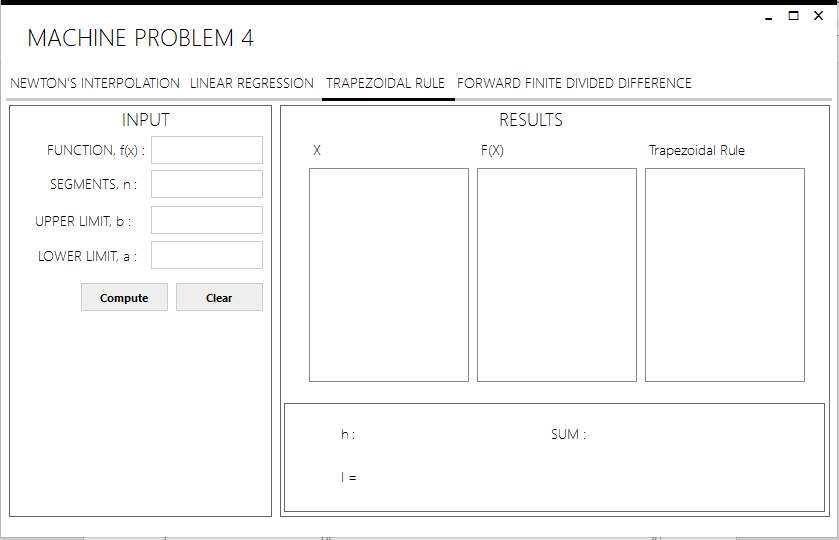 MACHINE PROBLEM 4
NEWTON'S INTERPOLATION LINEAR REGRESSION TRAPEZOIDAL RULE FORWARD FINITE DIVIDED DIFFERENCE
INPUT
FUNCTION, f(x) :
SEGMENTS, n :
UPPER LIMIT, b :
LOWER LIMIT, a :
Compute Clear
RESULTS
X F(X) Trapezoidal Rule
h : SUM :
I =